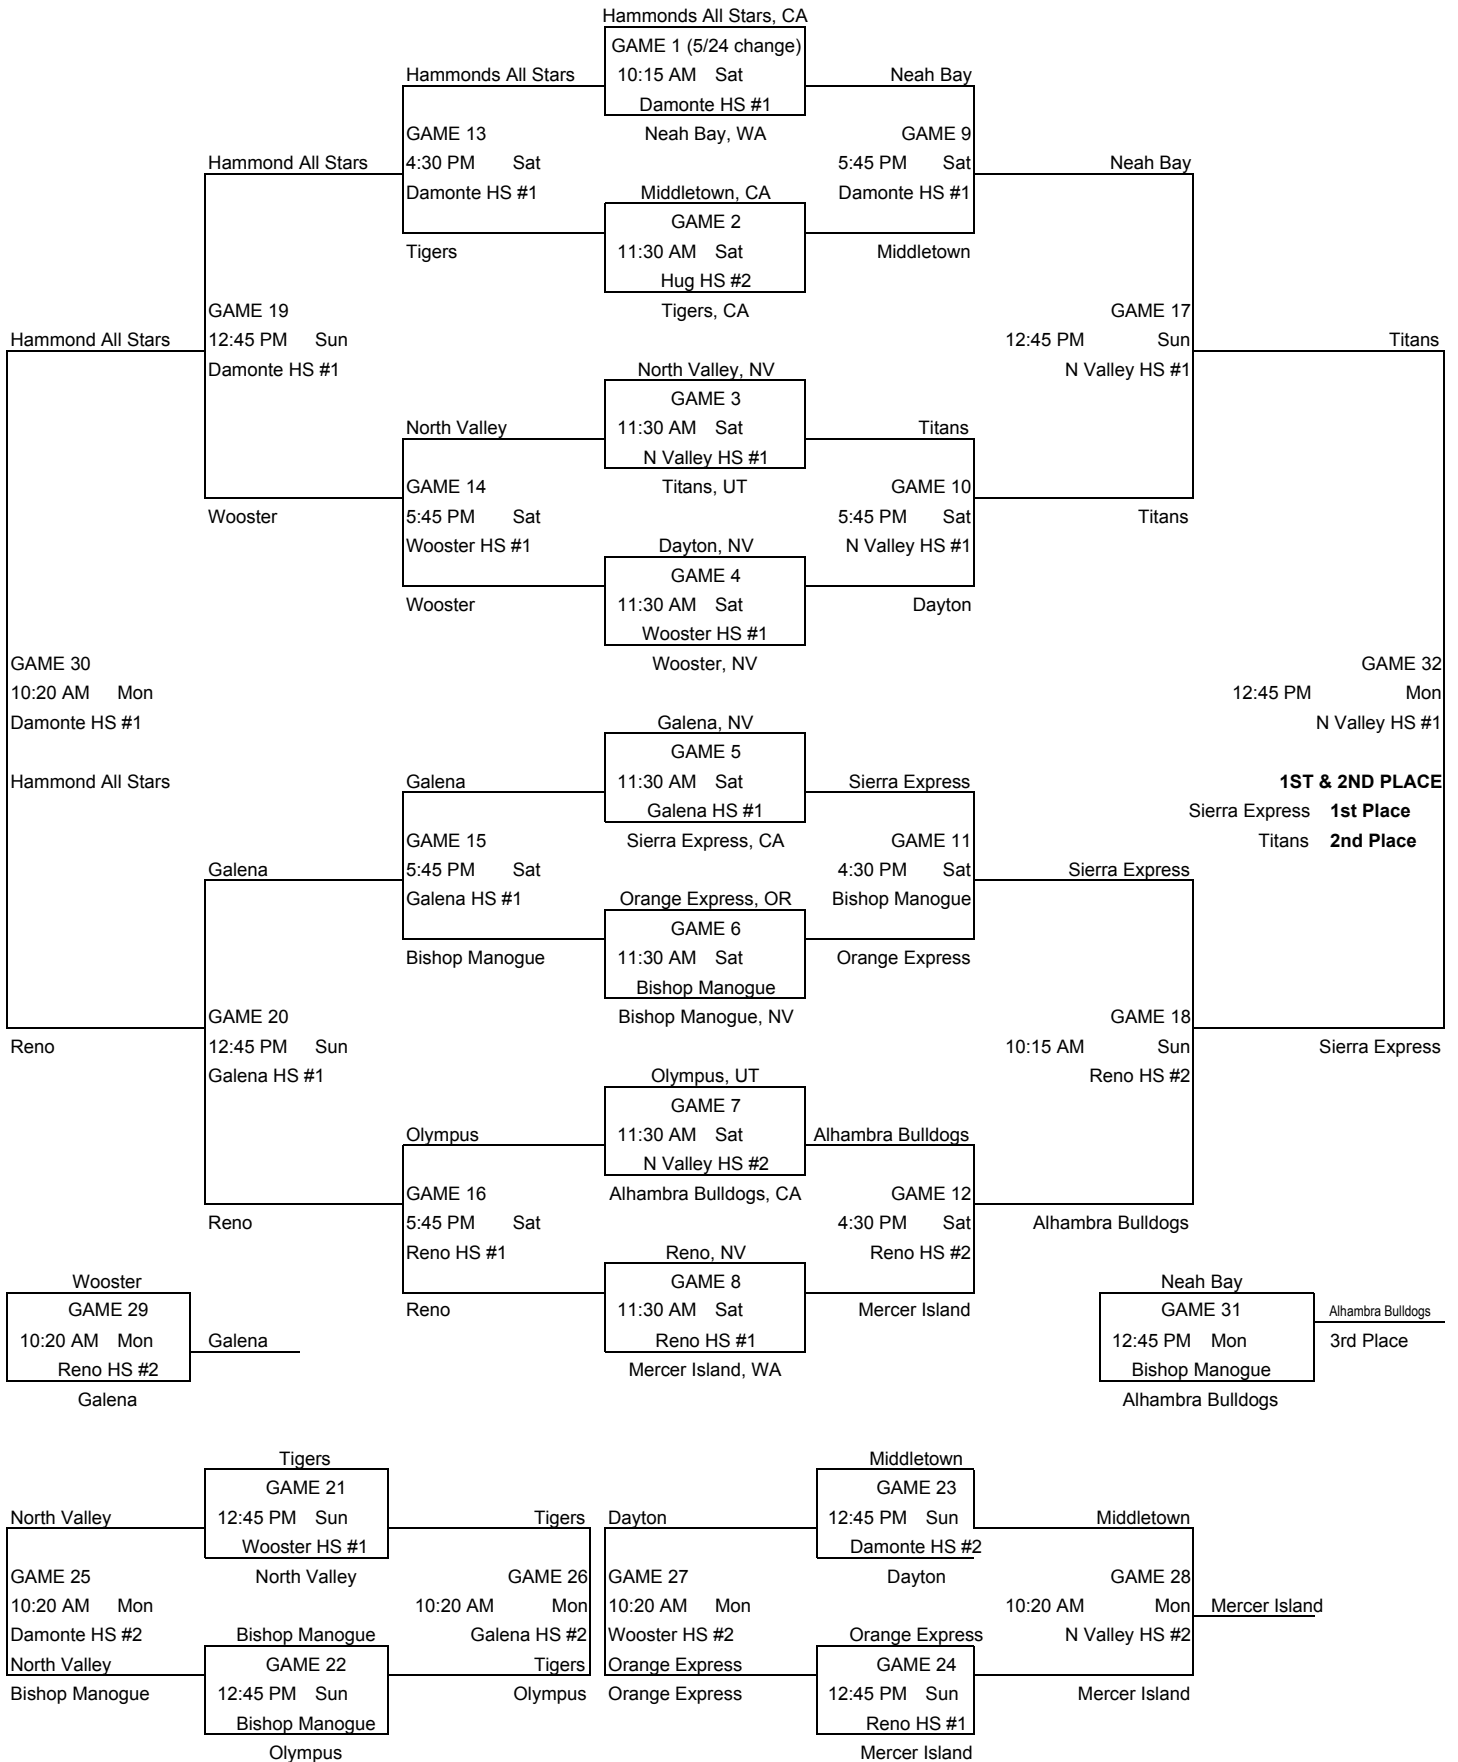 Hammonds All Stars, CA
GAME 1 (5/24 change)
Hammonds All Stars 10:15 AM Sat Neah Bay
Damonte HS #1
GAME 13 Neah Bay, WA GAME 9
Hammond All Stars 4:30 PM Sat 5:45 PM Sat Neah Bay
Damonte HS #1 Middletown, CA Damonte HS #1
GAME 2
Tigers 11:30 AM Sat Middletown
Hug HS #2
GAME 19 Tigers, CA GAME 17
Hammond All Stars 12:45 PM Sun 12:45 PM Sun Titans
Damonte HS #1 North Valley, NV N Valley HS #1
GAME 3
North Valley 11:30 AM Sat Titans
N Valley HS #1
GAME 14 Titans, UT GAME 10
Wooster 5:45 PM Sat 5:45 PM Sat Titans
Wooster HS #1 Dayton, NV N Valley HS #1
GAME 4
Wooster 11:30 AM Sat Dayton
Wooster HS #1
GAME 30 Wooster, NV GAME 32
10:20 AM Mon 12:45 PM Mon
Damonte HS #1 Galena, NV N Valley HS #1
GAME 5
Hammond All Stars Galena 11:30 AM Sat Sierra Express 1ST & 2ND PLACE
Galena HS #1 Sierra Express 1st Place
GAME 15 Sierra Express, CA GAME 11 Titans 2nd Place
Galena 5:45 PM Sat 4:30 PM Sat Sierra Express
Galena HS #1 Orange Express, OR Bishop Manogue
GAME 6
Bishop Manogue 11:30 AM Sat Orange Express
Bishop Manogue
GAME 20 Bishop Manogue, NV GAME 18
Reno 12:45 PM Sun 10:15 AM Sun Sierra Express
Galena HS #1 Olympus, UT Reno HS #2
GAME 7
Olympus 11:30 AM Sat Alhambra Bulldogs
N Valley HS #2
GAME 16 Alhambra Bulldogs, CA GAME 12
Reno 5:45 PM Sat 4:30 PM Sat Alhambra Bulldogs
Reno HS #1 Reno, NV Reno HS #2
Wooster GAME 8 Neah Bay
GAME 29 Reno 11:30 AM Sat Mercer Island GAME 31 Alhambra Bulldogs
10:20 AM Mon Galena Reno HS #1 12:45 PM Mon 3rd Place
Reno HS #2 Mercer Island, WA Bishop Manogue
Galena Alhambra Bulldogs
Tigers Middletown
GAME 21 GAME 23
North Valley 12:45 PM Sun Tigers Dayton 12:45 PM Sun Middletown
Wooster HS #1 Damonte HS #2
GAME 25 North Valley GAME 26 GAME 27 Dayton GAME 28
10:20 AM Mon 10:20 AM Mon 10:20 AM Mon 10:20 AM Mon Mercer Island
Damonte HS #2 Bishop Manogue Galena HS #2 Wooster HS #2 Orange Express N Valley HS #2
North Valley GAME 22 Tigers Orange Express GAME 24
Bishop Manogue 12:45 PM Sun Olympus Orange Express 12:45 PM Sun Mercer Island
Bishop Manogue Reno HS #1
Olympus Mercer Island